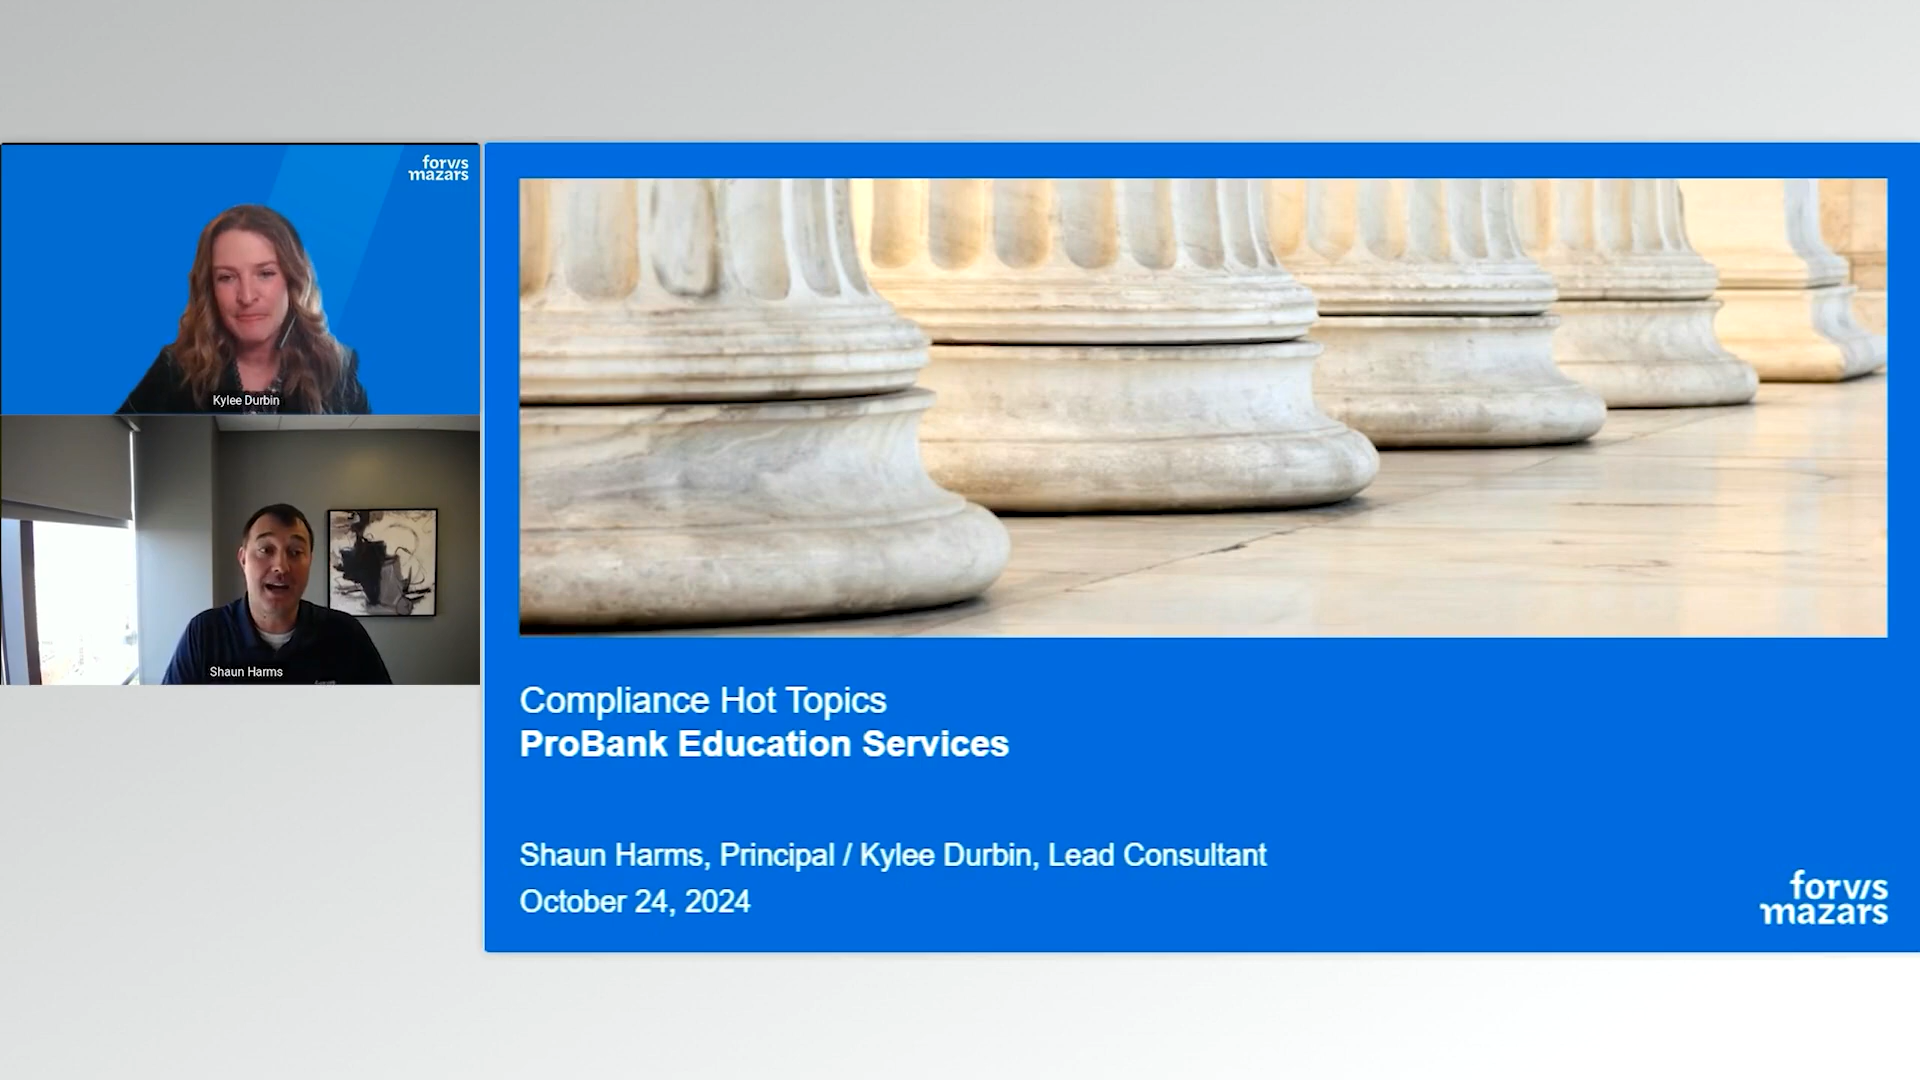 forvis
mazars
Kylee Durbin
Shaun Harms
Compliance Hot Topics
ProBank Education Services
Shaun Harms, Principal / Kylee Durbin, Lead Consultant
October 24, 2024
forvis
mazars